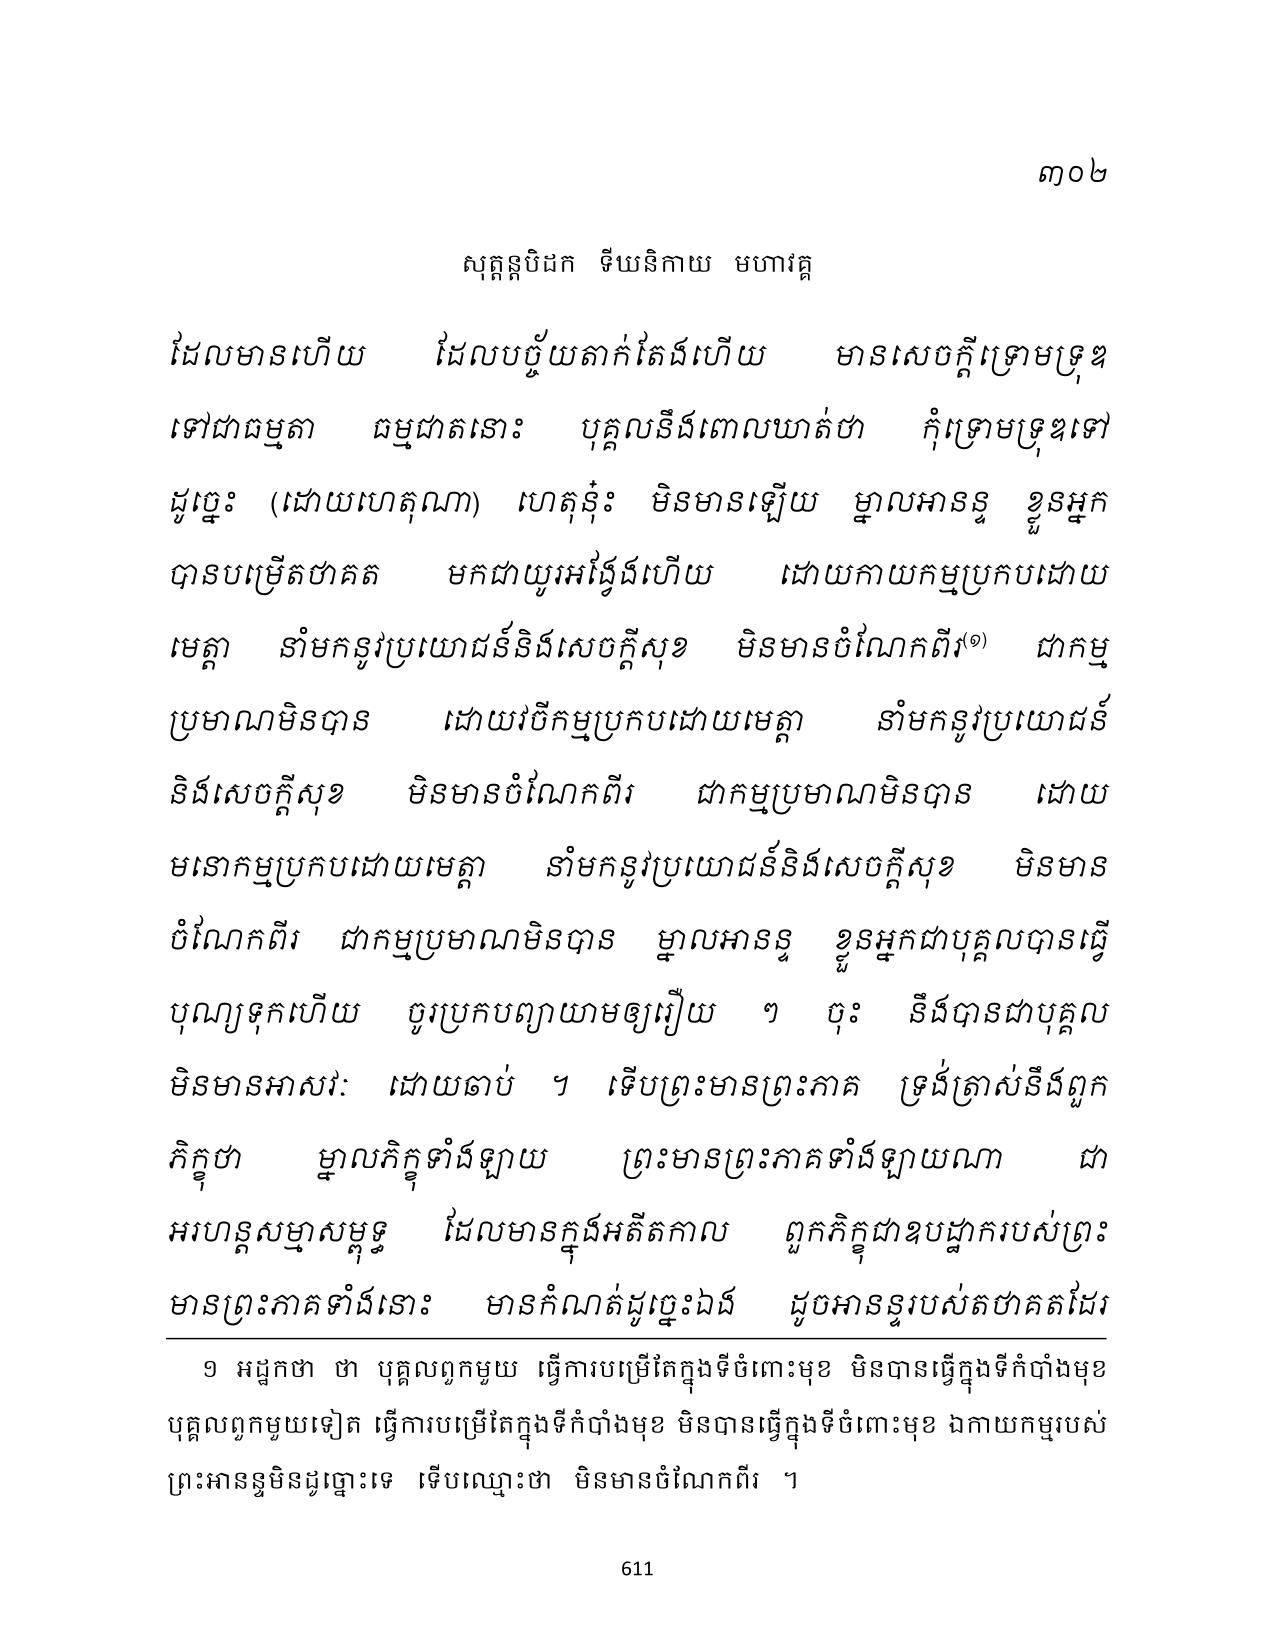 ៣០២
សុត្តន្តបិដក ទីឃនិកាយ មហាវគ្គ
ដែលមានហើយ ដែលបច្ច័យតាក់តែងហើយ មានសេចក្តីទ្រោមទ្រុឌ
ទៅជាធម្មតា ធម្មជាតនោះ បុគ្គលនឹងពោលឃាត់ថា កុំទ្រោមទ្រុឌទៅ
ដូច្នេះ (ដោយហេតុណា) ហេតុនុ៎ះ មិនមានឡើយ ម្នាលអានន្ទ ខ្លួនអ្នក
បានបម្រើតថាគត មកជាយូរអង្វែងហើយ ដោយកាយកម្មប្រកបដោយ
មេត្តា នាំមកនូវប្រយោជន៍និងសេចក្តីសុខ មិនមានចំណែកពីរ(១) ជាកម្ម
ប្រមាណមិនបាន ដោយវចីកម្មប្រកបដោយមេត្តា នាំមកនូវប្រយោជន៍
និងសេចក្តីសុខ មិនមានចំណែកពីរ ជាកម្មប្រមាណមិនបាន ដោយ
មនោកម្មប្រកបដោយមេត្តា នាំមកនូវប្រយោជន៍និងសេចក្តីសុខ មិនមាន
ចំណែកពីរ ជាកម្មប្រមាណមិនបាន ម្នាលអានន្ទ ខ្លួនអ្នកជាបុគ្គលបានធ្វើ
បុណ្យទុកហើយ ចូរប្រកបព្យាយាមឲ្យរឿយ ៗ ចុះ នឹងបានជាបុគ្គល
មិនមានអាសវៈ ដោយឆាប់ ។ ទើបព្រះមានព្រះភាគ ទ្រង់ត្រាស់នឹងពួក
ភិក្ខុថា ម្នាលភិក្ខុទាំងឡាយ ព្រះមានព្រះភាគទាំងឡាយណា ជា
អរហន្តសម្មាសម្ពុទ្ធ ដែលមានក្នុងអតីតកាល ពួកភិក្ខុជាឧបដ្ឋាករបស់ព្រះ
មានព្រះភាគទាំងនោះ មានកំណត់ដូច្នេះឯង ដូចអានន្ទរបស់តថាគតដែរ
១ អដ្ឋកថា ថា បុគ្គលពួកមួយ ធ្វើការបម្រើតែក្នុងទីចំពោះមុខ មិនបានធ្វើក្នុងទីកំបាំងមុខ
បុគ្គលពួកមួយទៀត ធ្វើការបម្រើតែក្នុងទីកំបាំងមុខ មិនបានធ្វើក្នុងទីចំពោះមុខ ឯកាយកម្មរបស់
ព្រះអានន្ទមិនដូច្នោះទេ ទើបឈ្មោះថា មិនមានចំណែកពីរ ។
611